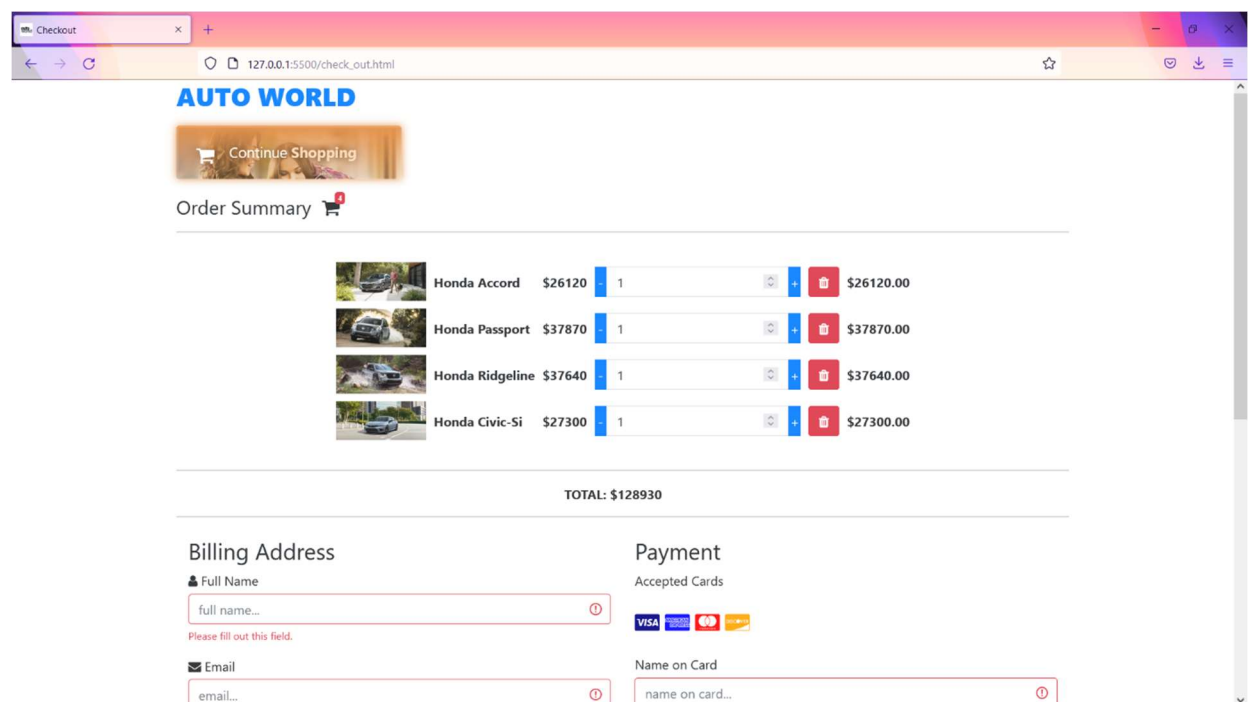 Checkout
127.0.0.1:5500/check_out.html
AUTO WORLD
Continue Shopping
Order Summary 4
Honda Accord $26120 - 1 + $26120.00
Honda Passport $37870 - 1 + $37870.00
Honda Ridgeline $37640 - 1 + $37640.00
Honda Civic-Si $27300 - 1 + $27300.00
TOTAL: $128930
Billing Address
Full Name
full name...
Please fill out this field.
Email
email...
Payment
Accepted Cards
VISA
Name on Card
name on card...